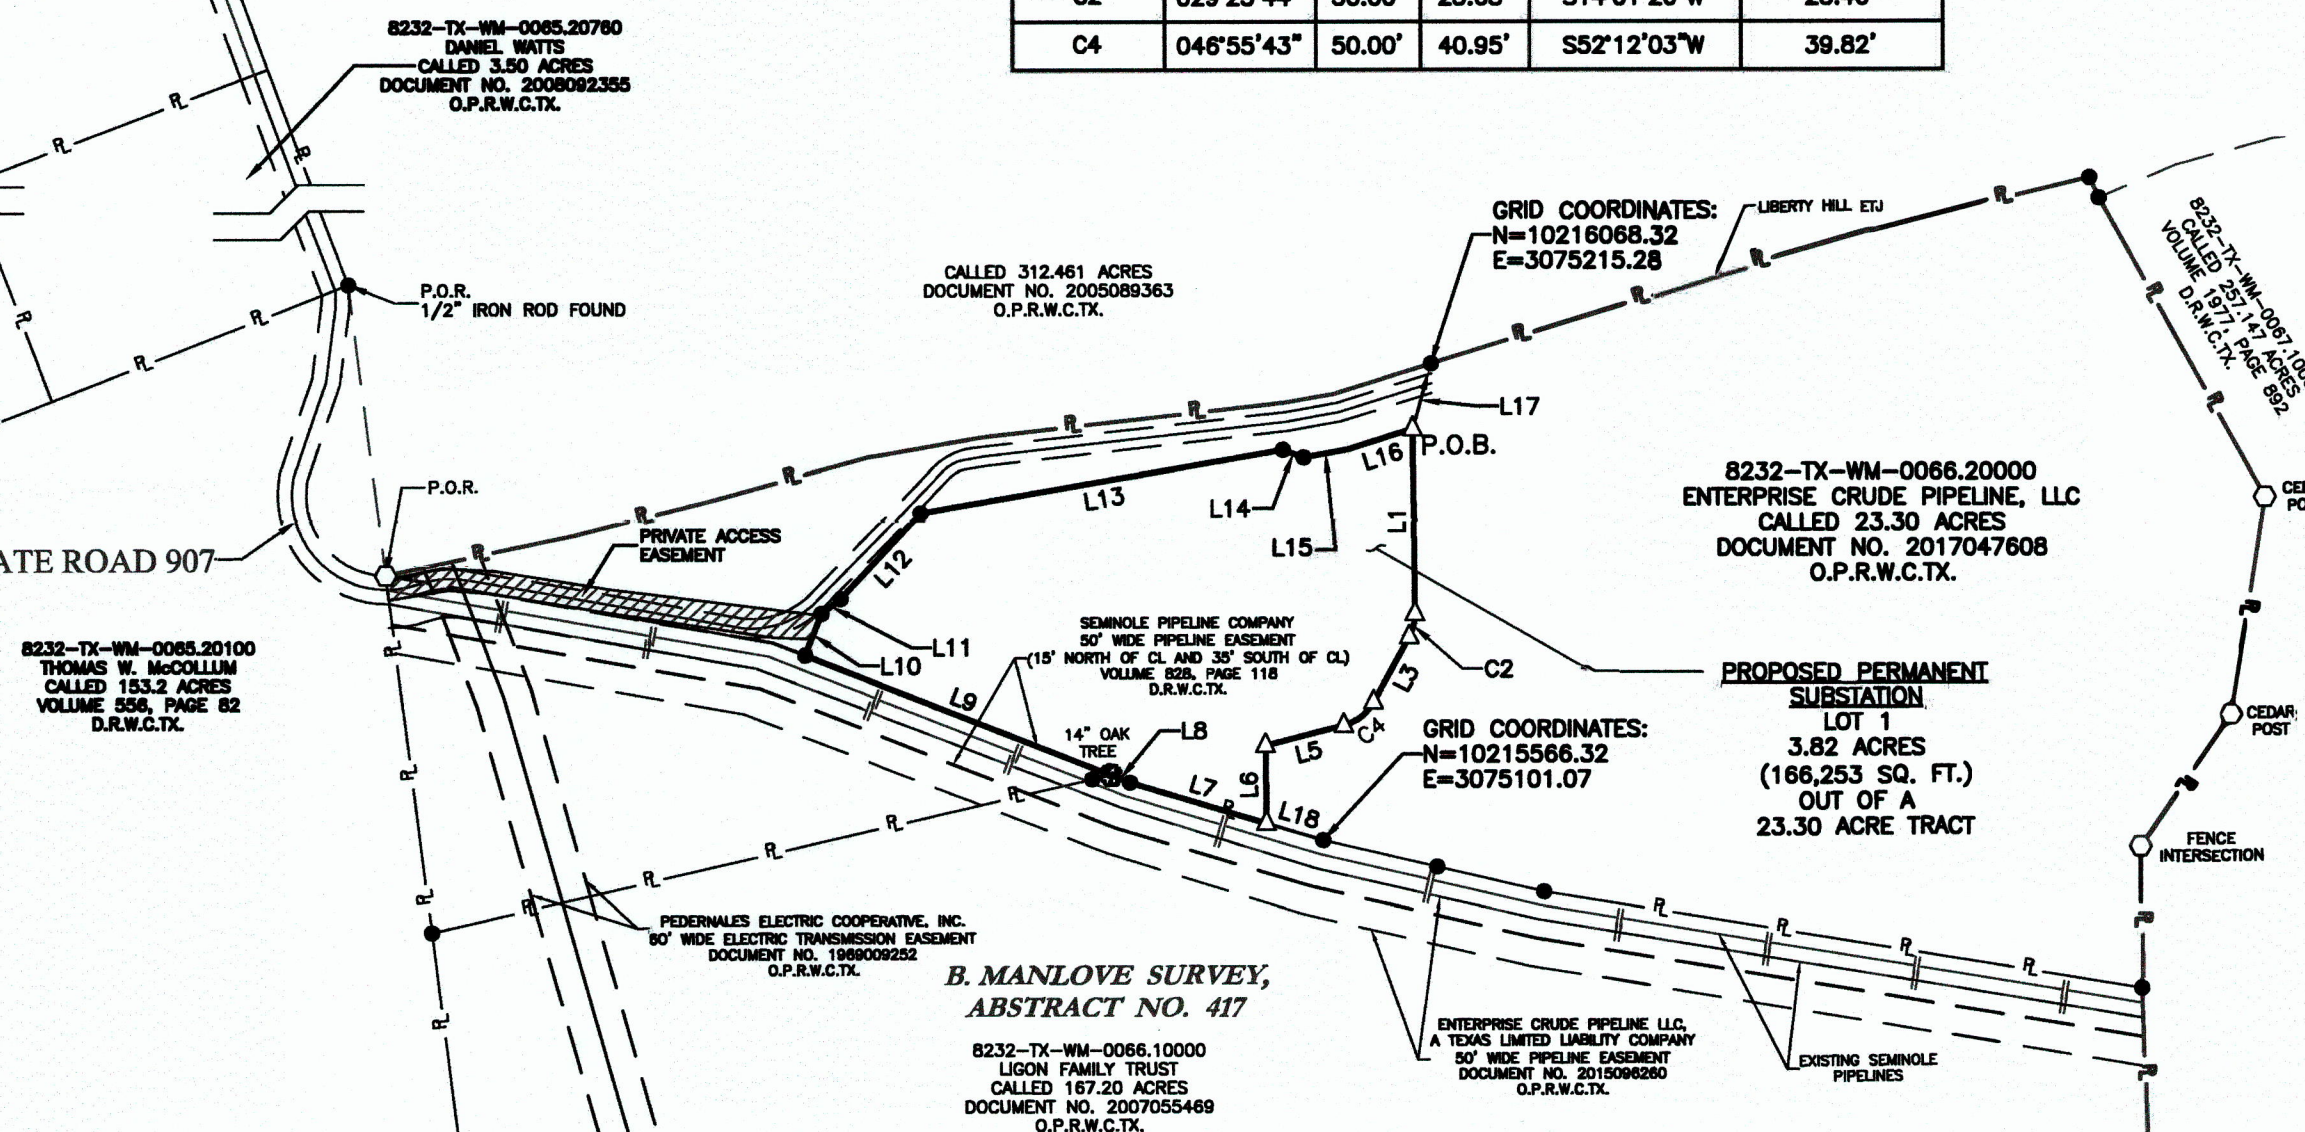 8232-TX-WM-0065.20760
DANIEL WATTS
CALLED 3.50 ACRES
DOCUMENT NO. 2008092355
O.P.R.W.C.TX.
C4 046°55'43" 50.00' 40.95' S52°12'03"W 39.82'
P.O.R.
1/2" IRON ROD FOUND
CALLED 312.461 ACRES
DOCUMENT NO. 2005089363
O.P.R.W.C.TX.
GRID COORDINATES:
N=10216068.32
E=3075215.28
LIBERTY HILL ETJ
CALLED 257.147 ACRES
VOLUME 1977, PAGE 892
D.R.W.C.TX.
L17
P.O.B.
L16
L13
L14
L15
L1
P.O.R.
PRIVATE ACCESS
EASEMENT
L12
ATE ROAD 907
8232-TX-WM-0066.20000
ENTERPRISE CRUDE PIPELINE, LLC
CALLED 23.30 ACRES
DOCUMENT NO. 2017047608
O.P.R.W.C.TX.
8232-TX-WM-0065.20100
THOMAS W. McCOLLUM
CALLED 153.2 ACRES
VOLUME 556, PAGE 82
D.R.W.C.TX.
L11
L10
SEMINOLE PIPELINE COMPANY
50' WIDE PIPELINE EASEMENT
(15' NORTH OF CL AND 35' SOUTH OF CL)
VOLUME 828, PAGE 118
D.R.W.C.TX.
C2
L3
L9
14" OAK
TREE
L8
L5
C4
L6
L7
L18
GRID COORDINATES:
N=10215566.32
E=3075101.07
PROPOSED PERMANENT
SUBSTATION
LOT 1
3.82 ACRES
(166,253 SQ. FT.)
OUT OF A
23.30 ACRE TRACT
CEDAR
POST
FENCE
INTERSECTION
PEDERNALES ELECTRIC COOPERATIVE, INC.
WIDE ELECTRIC TRANSMISSION EASEMENT
DOCUMENT NO. 1969009252
O.P.R.W.C.TX.
B. MANLOVE SURVEY,
ABSTRACT NO. 417
8232-TX-WM-0066.10000
LIGON FAMILY TRUST
CALLED 167.20 ACRES
DOCUMENT NO. 2007055469
O.P.R.W.C.TX.
ENTERPRISE CRUDE PIPELINE LLC,
A TEXAS LIMITED LIABILITY COMPANY
50' WIDE PIPELINE EASEMENT
DOCUMENT NO. 2015096260
O.P.R.W.C.TX.
EXISTING SEMINOLE
PIPELINES